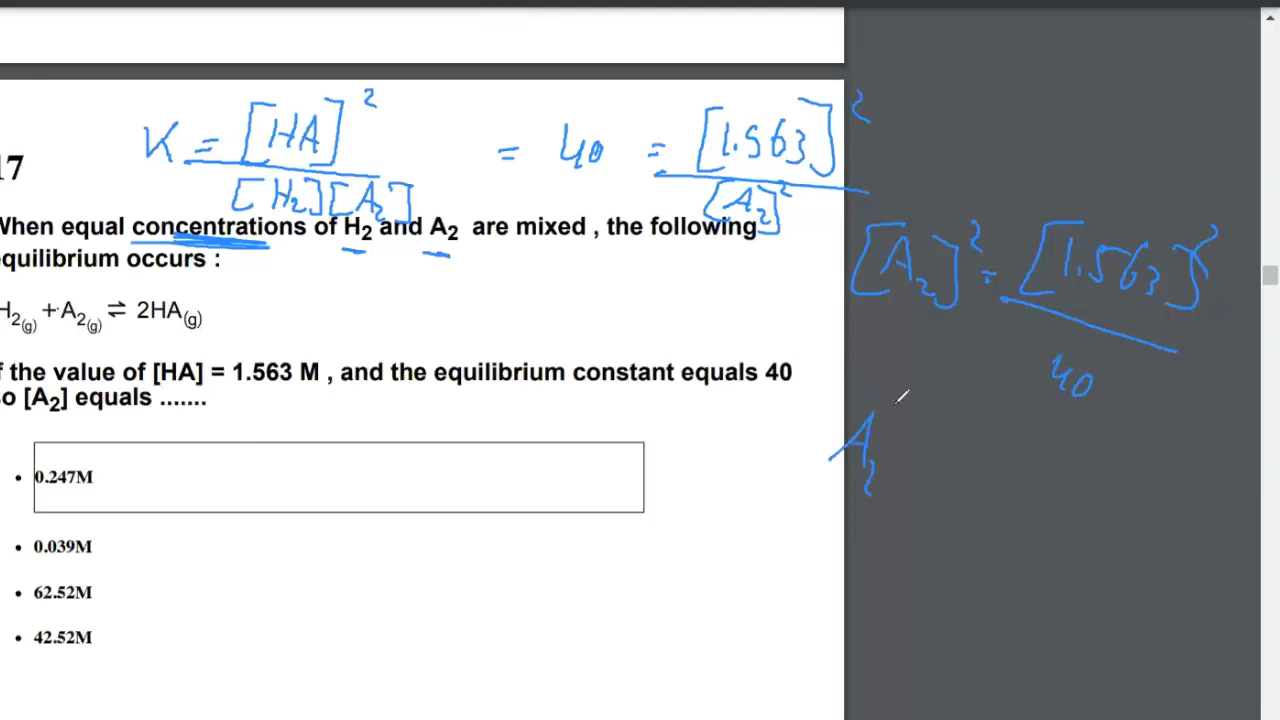 K = [HA]² / [H₂][A₂] = 40 = [1.563]² / [A₂]²
17
When equal concentrations of H₂ and A₂ are mixed , the following
equilibrium occurs :
[A₂]² = [1.563]² / 40
H₂(g) +A₂(g) ⇌ 2HA(g)
If the value of [HA] = 1.563 M , and the equilibrium constant equals 40
so [A₂] equals .......
A₂
• 0.247M
• 0.039M
• 62.52M
• 42.52M